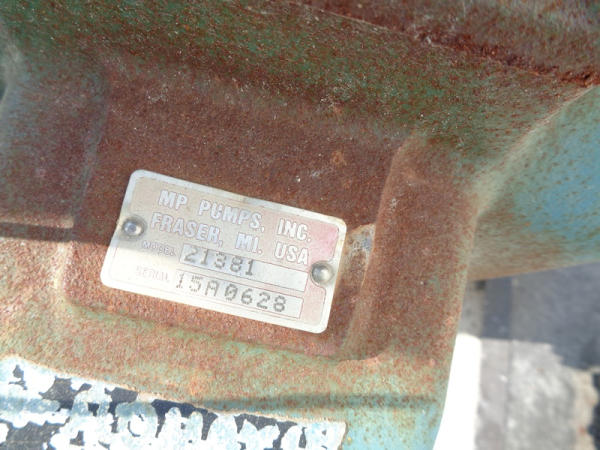 MP PUMPS, INC.
FRASER, MI. USA
MODEL 21381
SERIAL 15A0628